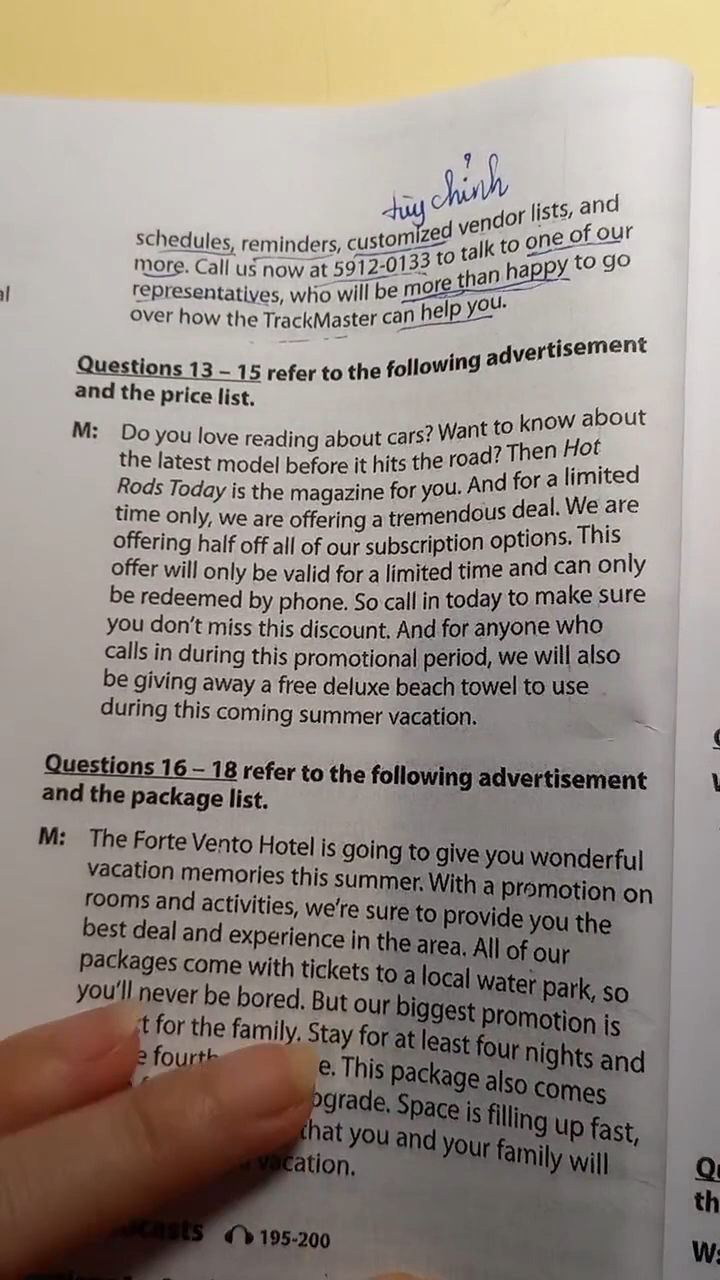 tùy chỉnh
schedules, reminders, customized vendor lists, and
more. Call us now at 5912-0133 to talk to one of our
representatives, who will be more than happy to go
over how the TrackMaster can help you.
Questions 13 – 15 refer to the following advertisement
and the price list.
M: Do you love reading about cars? Want to know about
the latest model before it hits the road? Then Hot
Rods Today is the magazine for you. And for a limited
time only, we are offering a tremendous deal. We are
offering half off all of our subscription options. This
offer will only be valid for a limited time and can only
be redeemed by phone. So call in today to make sure
you don't miss this discount. And for anyone who
calls in during this promotional period, we will also
be giving away a free deluxe beach towel to use
during this coming summer vacation.
Questions 16 – 18 refer to the following advertisement
and the package list.
M: The Forte Vento Hotel is going to give you wonderful
vacation memories this summer. With a promotion on
rooms and activities, we're sure to provide you the
best deal and experience in the area. All of our
packages come with tickets to a local water park, so
you'll never be bored. But our biggest promotion is
for the family. Stay for at least four nights and
This package also comes
Space is filling up fast,
that you and your family will
vacation.
195-200